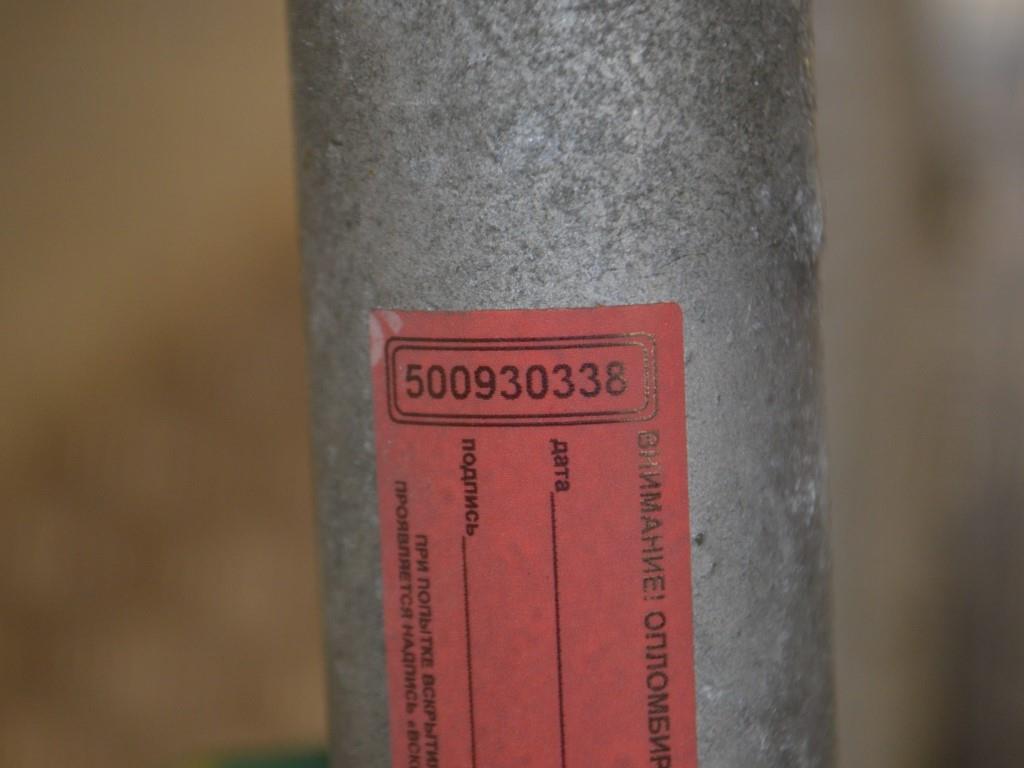 500930338
ВНИМАНИЕ! ОПЛОМБИР
дата
подпись
ПРИ ПОПЫТКЕ ВСКРЫТИ
ПРОЯВЛЯЕТСЯ НАДПИСЬ «ВСК